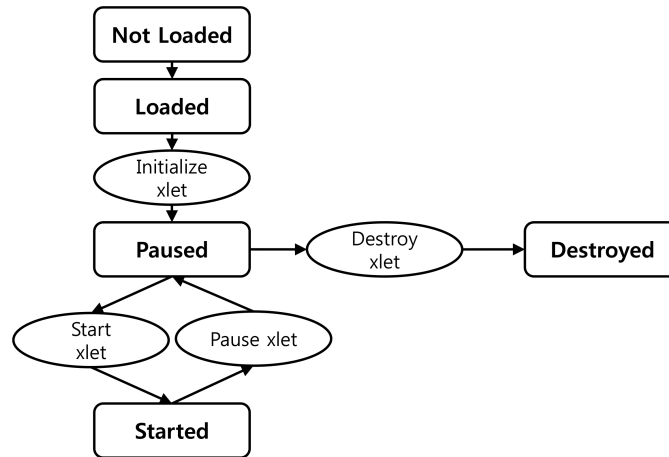 Not Loaded
Loaded
Initialize
xlet
Paused
Destroy
xlet
Destroyed
Start
xlet
Pause xlet
Started